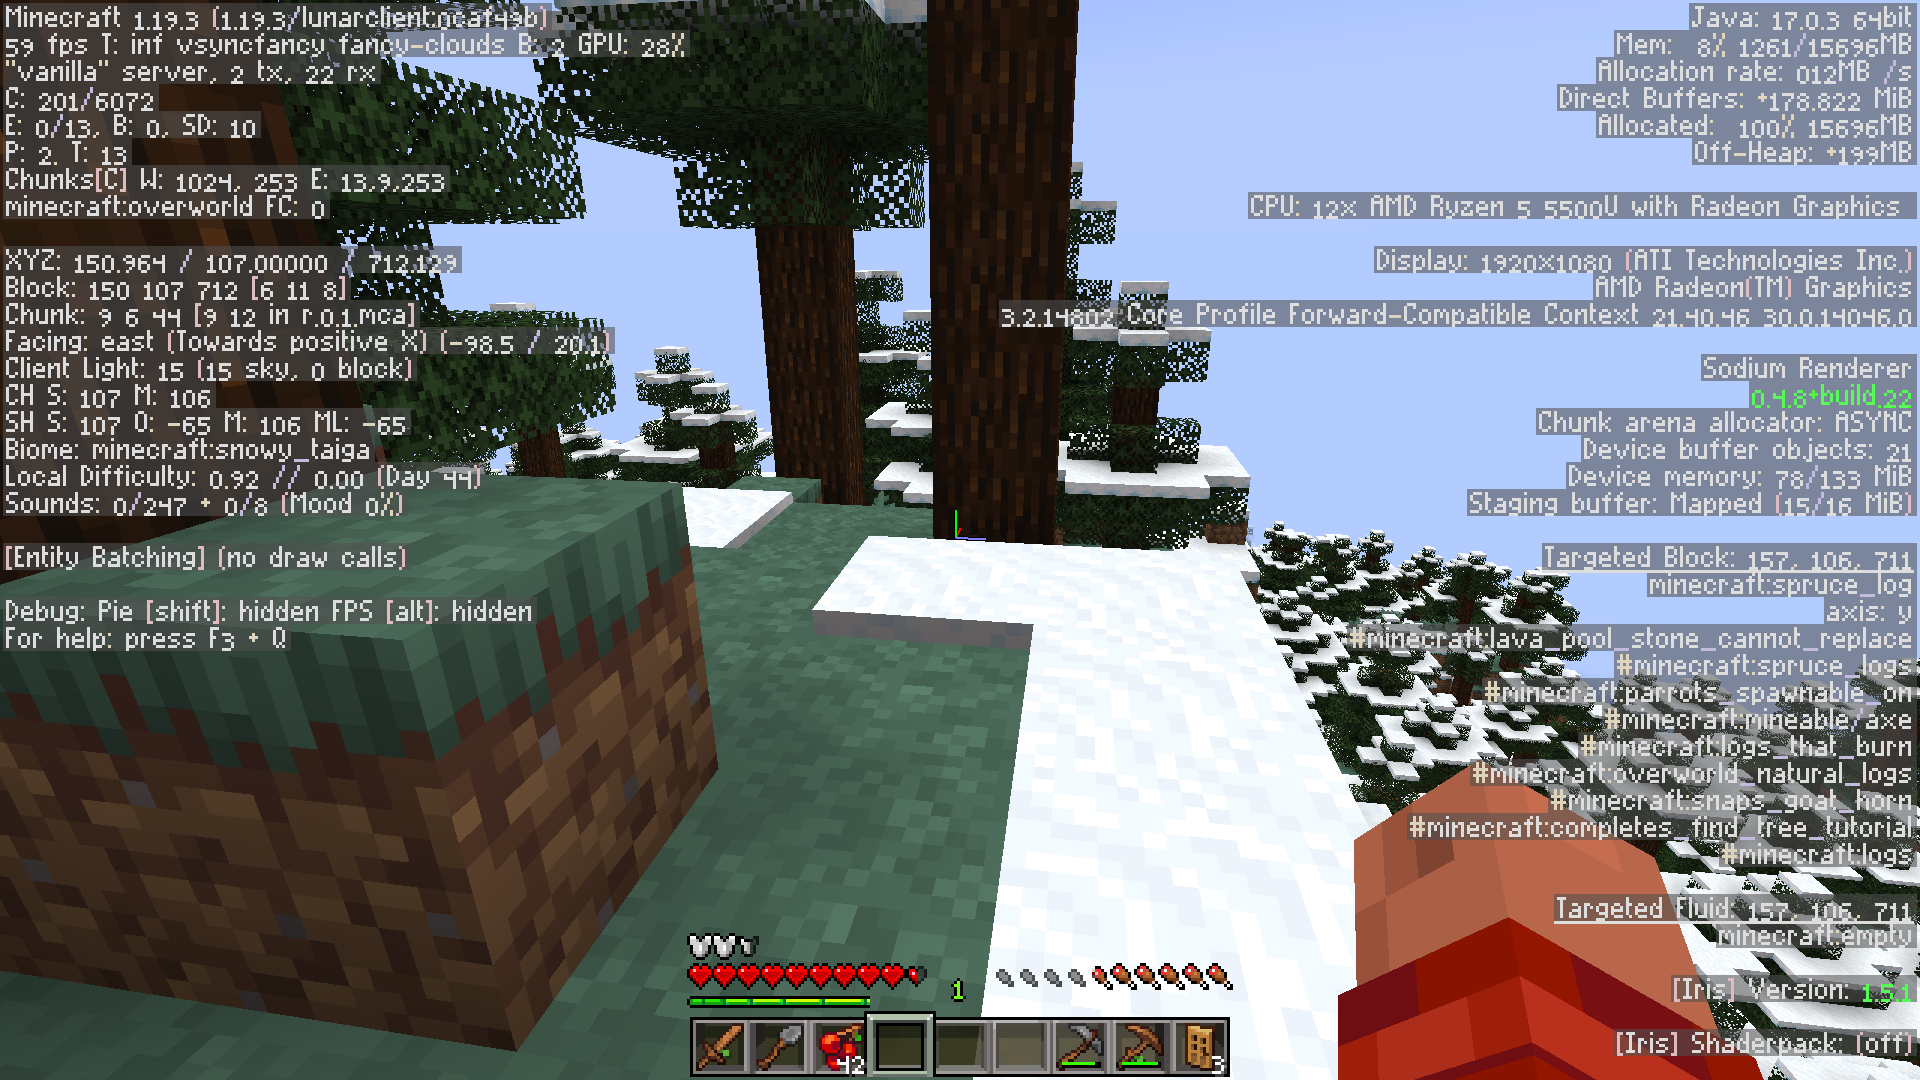 Minecraft 1.19.3 (1.19.3/lunarclient:ncaf49b)
59 fps T: inf vsyncfancy fancy-clouds B: 2 GPU: 28%
"vanilla" server, 2 tx, 22 rx
C: 201/6072
E: 0/13, B: 0, SD: 10
P: 2. T: 13
Chunks[C] W: 1024, 253 E: 13,9,253
minecraft:overworld FC: 0
XYZ: 150.964 / 107.00000 / 712.129
Block: 150 107 712 [6 11 8]
Chunk: 9 6 44 [9 12 in r.0.1.mca]
Facing: east (Towards positive X) (-98.5 / 20.1)
Client Light: 15 (15 sky, 0 block)
CH S: 107 M: 106
SH S: 107 O: -65 M: 106 ML: -65
Biome: minecraft:snowy_taiga
Local Difficulty: 0.92 // 0.00 (Day 44)
Sounds: 0/247 + 0/8 (Mood 0%)
[Entity Batching] (no draw calls)
Debug: Pie [shift]: hidden FPS [alt]: hidden
For help: press F3 + Q
Java: 17.0.3 64bit
Mem: 8% 1261/15696MB
Allocation rate: 012MB /s
Direct Buffers: +178.822 MiB
Allocated: 100% 15696MB
Off-Heap: +199MB
CPU: 12x AMD Ryzen 5 5500U with Radeon Graphics
Display: 1920x1080 (ATI Technologies Inc.)
AMD Radeon(TM) Graphics
3.2.14802 Core Profile Forward-Compatible Context 21.40.46 30.0.14046.0
Sodium Renderer
0.4.8+build.22
Chunk arena allocator: ASYNC
Device buffer objects: 21
Device memory: 78/133 MiB
Staging buffer: Mapped (15/16 MiB)
Targeted Block: 157, 106, 711
minecraft:spruce_log
axis: y
#minecraft:lava_pool_stone_cannot_replace
#minecraft:spruce_logs
#minecraft:parrots_spawnable_on
#minecraft:mineable/axe
#minecraft:logs_that_burn
#minecraft:overworld_natural_logs
#minecraft:snaps_goat_horn
#minecraft:completes_find_tree_tutorial
#minecraft:logs
Targeted Fluid: 157, 106, 711
minecraft:empty
[Iris] Version: 1.5.1
[Iris] Shaderpack: (off)
1
42
3